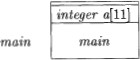 integer a[11]
main main